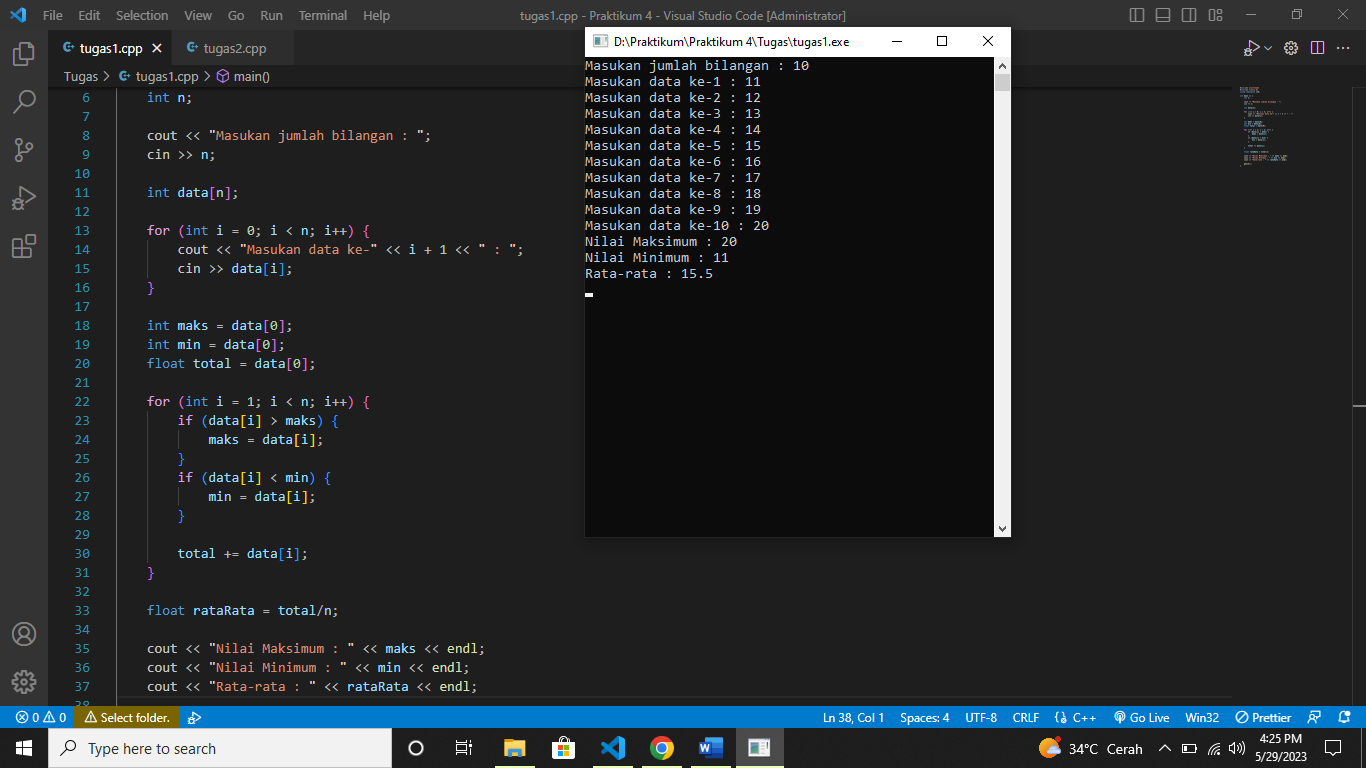 File Edit Selection View Go Run Terminal Help tugas1.cpp - Praktikum 4 - Visual Studio Code [Administrator]
tugas1.cpp tugas2.cpp
Tugas > tugas1.cpp > main()
6 int n;
7
8 cout << "Masukan jumlah bilangan : ";
9 cin >> n;
10
11 int data[n];
12
13 for (int i = 0; i < n; i++) {
14 cout << "Masukan data ke-" << i + 1 << " : ";
15 cin >> data[i];
16 }
17
18 int maks = data[0];
19 int min = data[0];
20 float total = data[0];
21
22 for (int i = 1; i < n; i++) {
23 if (data[i] > maks) {
24 maks = data[i];
25 }
26 if (data[i] < min) {
27 min = data[i];
28 }
29
30 total += data[i];
31 }
32
33 float rataRata = total/n;
34
35 cout << "Nilai Maksimum : " << maks << endl;
36 cout << "Nilai Minimum : " << min << endl;
37 cout << "Rata-rata : " << rataRata << endl;
38
D:\Praktikum\Praktikum 4\Tugas\tugas1.exe
Masukan jumlah bilangan : 10
Masukan data ke-1 : 11
Masukan data ke-2 : 12
Masukan data ke-3 : 13
Masukan data ke-4 : 14
Masukan data ke-5 : 15
Masukan data ke-6 : 16
Masukan data ke-7 : 17
Masukan data ke-8 : 18
Masukan data ke-9 : 19
Masukan data ke-10 : 20
Nilai Maksimum : 20
Nilai Minimum : 11
Rata-rata : 15.5
0 0 Select folder. Ln 38, Col 1 Spaces: 4 UTF-8 CRLF C++ Go Live Win32 Prettier
Type here to search 34°C Cerah 4:25 PM
5/29/2023